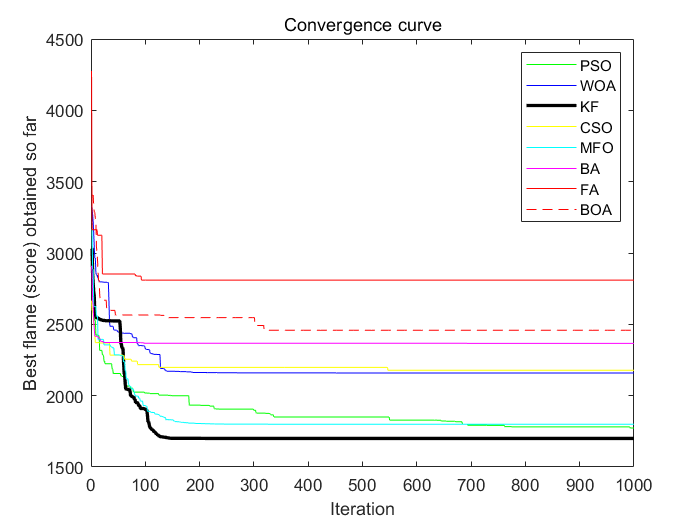 Convergence curve
4500
4000
3500
3000
2500
2000
1500
Best flame (score) obtained so far
0
100
200
300
400
500
600
700
800
900
1000
Iteration
PSO
WOA
KF
CSO
MFO
BA
FA
BOA